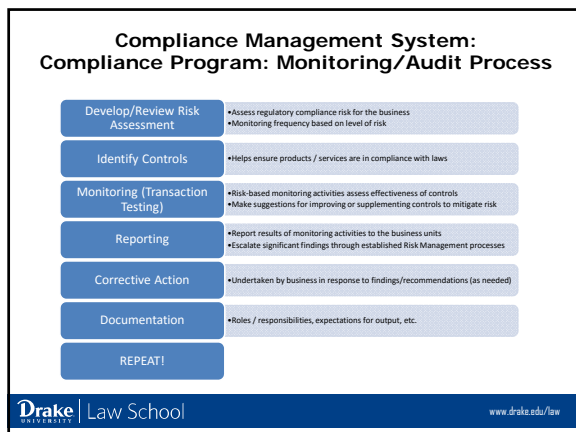 Compliance Management System:
Compliance Program: Monitoring/Audit Process
Develop/Review Risk
Assessment
•Assess regulatory compliance risk for the business
•Monitoring frequency based on level of risk
Identify Controls
•Helps ensure products / services are in compliance with laws
Monitoring (Transaction
Testing)
•Risk-based monitoring activities assess effectiveness of controls
•Make suggestions for improving or supplementing controls to mitigate risk
Reporting
•Report results of monitoring activities to the business units
•Escalate significant findings through established Risk Management processes
Corrective Action
•Undertaken by business in response to findings/recommendations (as needed)
Documentation
•Roles / responsibilities, expectations for output, etc.
REPEAT!
Drake | Law School
UNIVERSITY
www.drake.edu/law